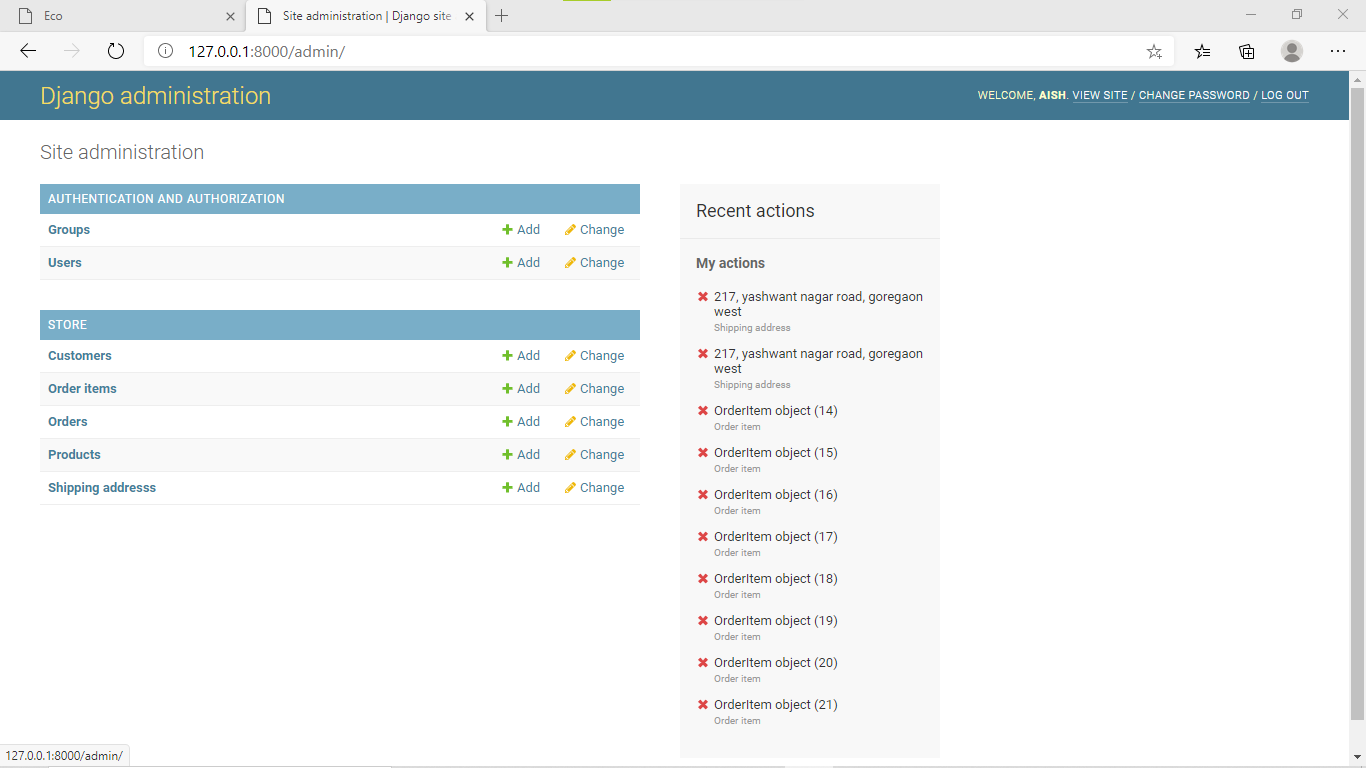 Eco
Site administration | Django site
127.0.0.1:8000/admin/
Django administration
WELCOME, AISH. VIEW SITE / CHANGE PASSWORD / LOG OUT
Site administration
AUTHENTICATION AND AUTHORIZATION
Groups Add Change
Users Add Change
STORE
Customers Add Change
Order items Add Change
Orders Add Change
Products Add Change
Shipping addresss Add Change
Recent actions
My actions
217, yashwant nagar road, goregaon
west
Shipping address
217, yashwant nagar road, goregaon
west
Shipping address
OrderItem object (14)
Order item
OrderItem object (15)
Order item
OrderItem object (16)
Order item
OrderItem object (17)
Order item
OrderItem object (18)
Order item
OrderItem object (19)
Order item
OrderItem object (20)
Order item
OrderItem object (21)
Order item
127.0.0.1:8000/admin/